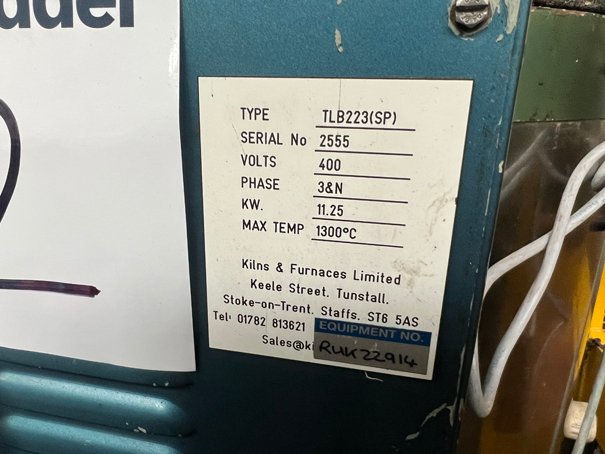 TYPE TLB223(SP)
SERIAL No 2555
VOLTS 400
PHASE 3&N
KW. 11.25
MAX TEMP 1300°C
Kilns & Furnaces Limited
Keele Street, Tunstall,
Stoke-on-Trent. Staffs. ST6 5AS
Tel: 01782 813621
EQUIPMENT NO.
Sales@ki
RUK22914